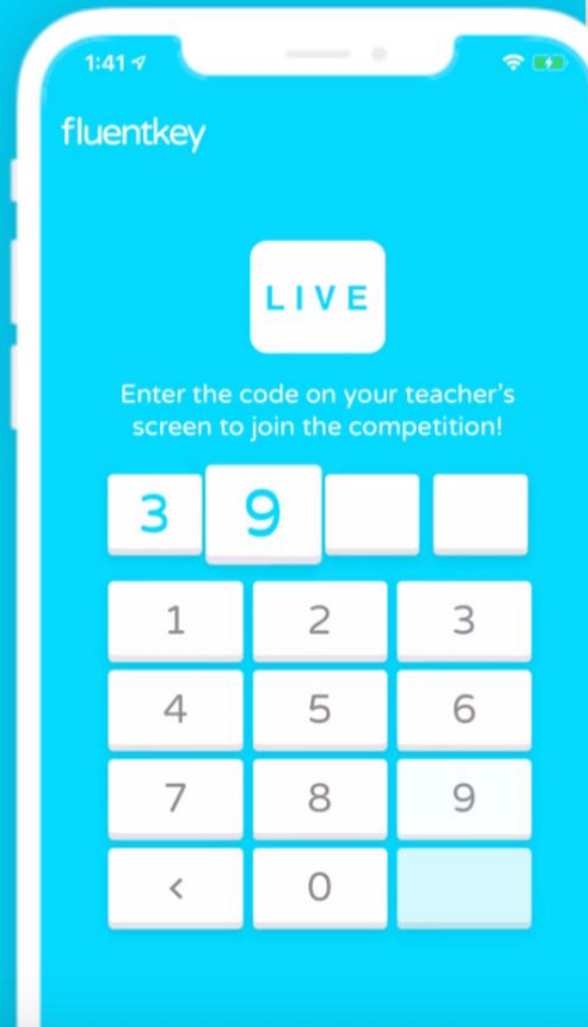 1:41
fluentkey
LIVE
Enter the code on your teacher's
screen to join the competition!
3 9
1 2 3
4 5 6
7 8 9
< 0